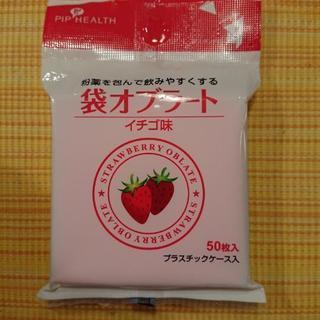 PIP HEALTH
粉薬を包んで飲みやすくする
袋オブラート
イチゴ味
STRAWBERRY OBLATE
STRAWBERRY OBLATE
50枚入
プラスチックケース入